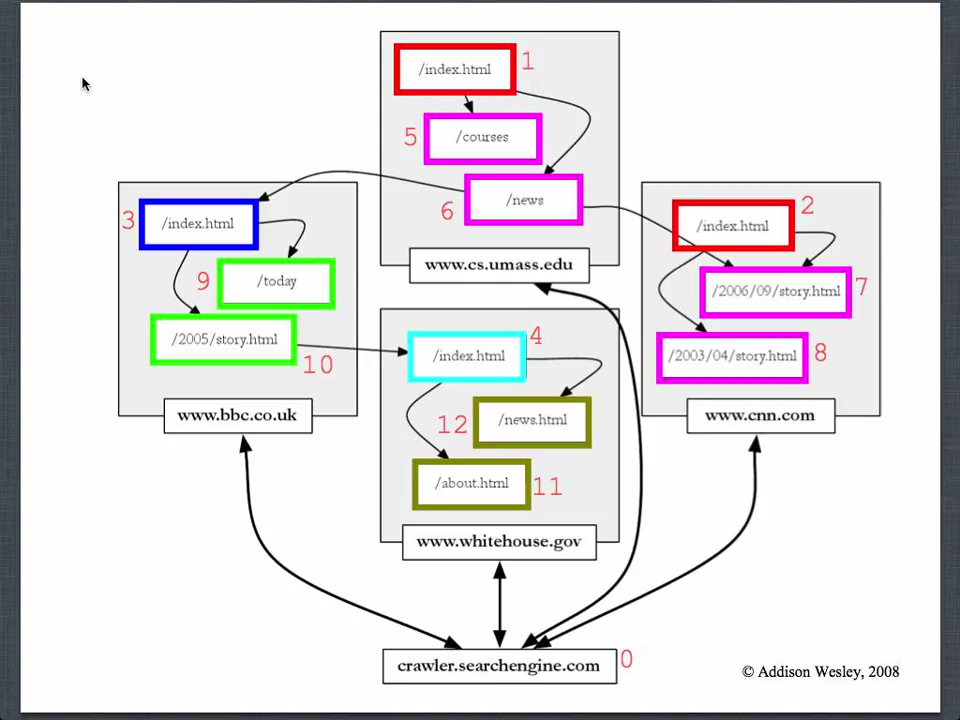 /index.html
1
/courses
5
/news
6
www.cs.umass.edu
/index.html
3
/today
9
/2005/story.html
10
www.bbc.co.uk
/index.html
2
/2006/09/story.html
7
/2003/04/story.html
8
www.cnn.com
/index.html
4
/news.html
12
/about.html
11
www.whitehouse.gov
crawler.searchengine.com
0
© Addison Wesley, 2008